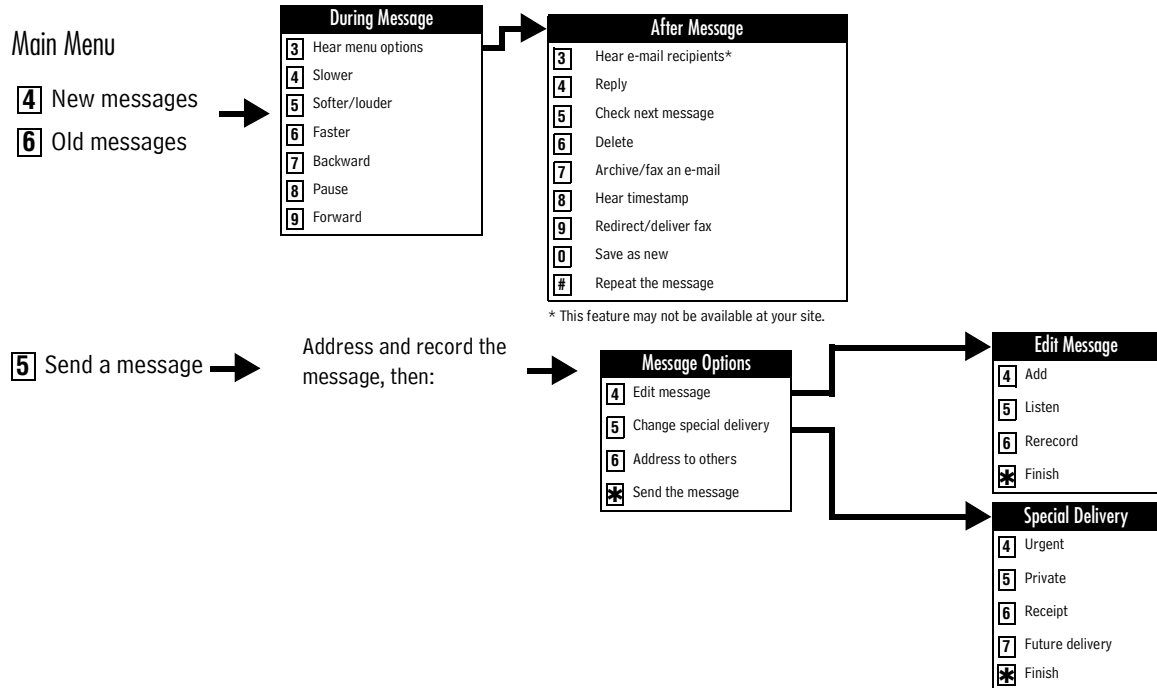 Main Menu
4 New messages
6 Old messages
During Message
3 Hear menu options
4 Slower
5 Softer/louder
6 Faster
7 Backward
8 Pause
9 Forward
After Message
3 Hear e-mail recipients*
4 Reply
5 Check next message
6 Delete
7 Archive/fax an e-mail
8 Hear timestamp
9 Redirect/deliver fax
0 Save as new
# Repeat the message
* This feature may not be available at your site.
5 Send a message
Address and record the
message, then:
Message Options
4 Edit message
5 Change special delivery
6 Address to others
* Send the message
Edit Message
4 Add
5 Listen
6 Rerecord
* Finish
Special Delivery
4 Urgent
5 Private
6 Receipt
7 Future delivery
* Finish